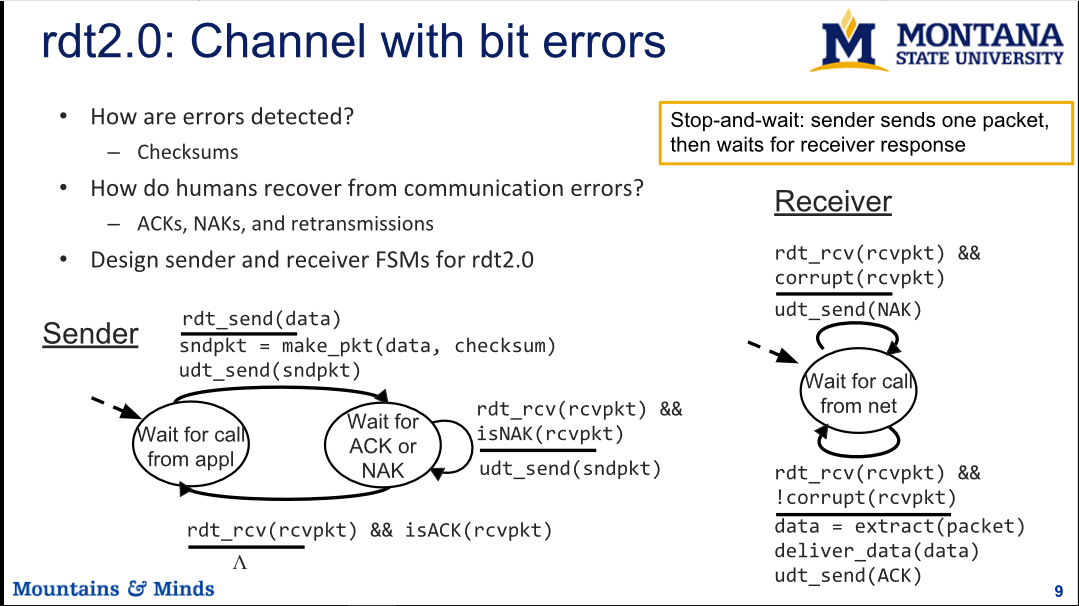 rdt2.0: Channel with bit errors
MONTANA
STATE UNIVERSITY
M
• How are errors detected?
– Checksums
• How do humans recover from communication errors?
– ACKs, NAKs, and retransmissions
• Design sender and receiver FSMs for rdt2.0
Stop-and-wait: sender sends one packet,
then waits for receiver response
Sender
rdt_send(data)
sndpkt = make_pkt(data, checksum)
udt_send(sndpkt)
Wait for call
from appl
Wait for
ACK or
NAK
rdt_rcv(rcvpkt) &&
isNAK(rcvpkt)
udt_send(sndpkt)
rdt_rcv(rcvpkt) && isACK(rcvpkt)
Λ
Receiver
rdt_rcv(rcvpkt) &&
corrupt(rcvpkt)
udt_send(NAK)
Wait for call
from net
rdt_rcv(rcvpkt) &&
!corrupt(rcvpkt)
data = extract(packet)
deliver_data(data)
udt_send(ACK)
Mountains & Minds
9